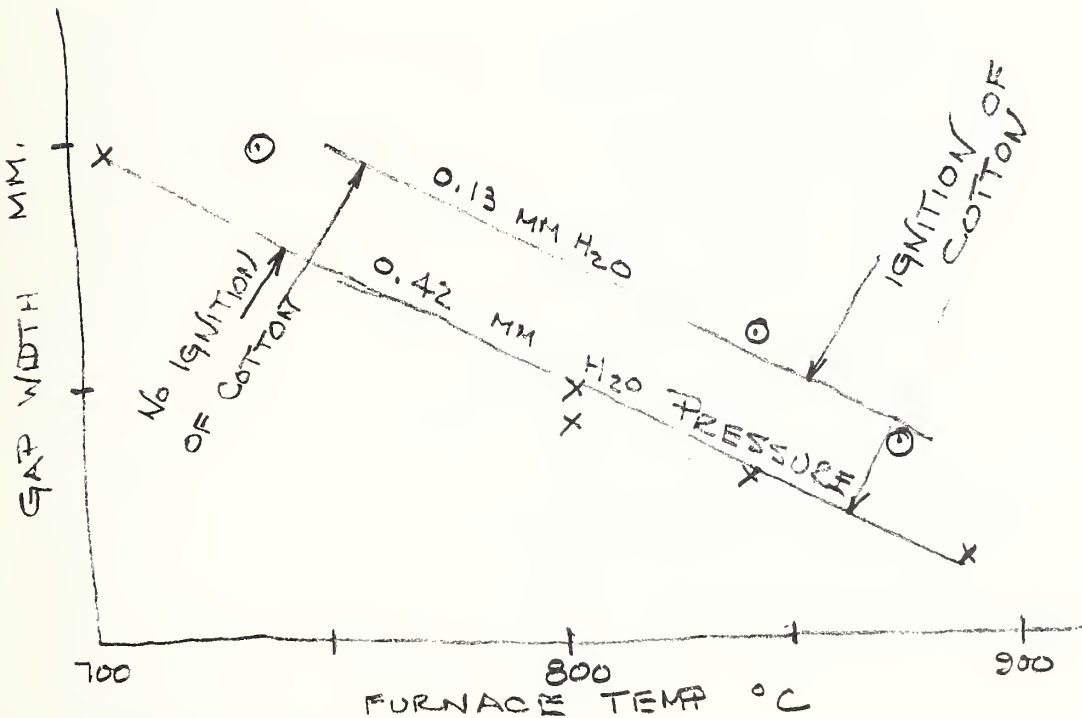 GAP WIDTH MM.
0.13 MM H2O
0.42 MM H2O PRESSURE
NO IGNITION
OF COTTON
IGNITION OF
COTTON
700
800
900
FURNACE TEMP °C